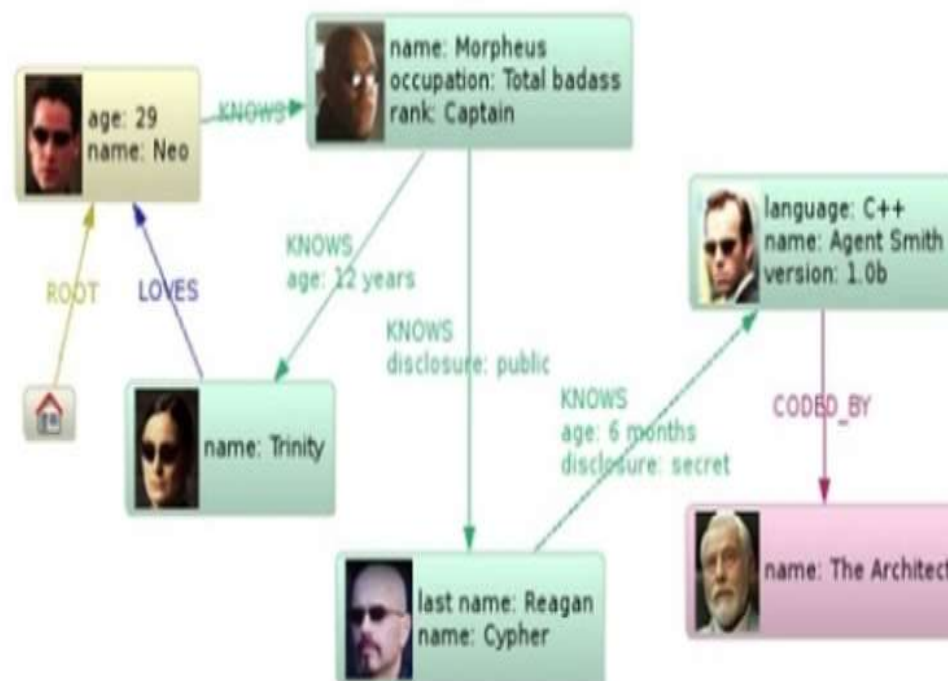 name: Morpheus
occupation: Total badass
rank: Captain
age: 29
name: Neo
KNOWS
language: C++
name: Agent Smith
version: 1.0b
KNOWS
age: 12 years
ROOT
LOVES
KNOWS
disclosure: public
KNOWS
age: 6 months
disclosure: secret
CODED_BY
name: Trinity
name: The Architect
last name: Reagan
name: Cypher